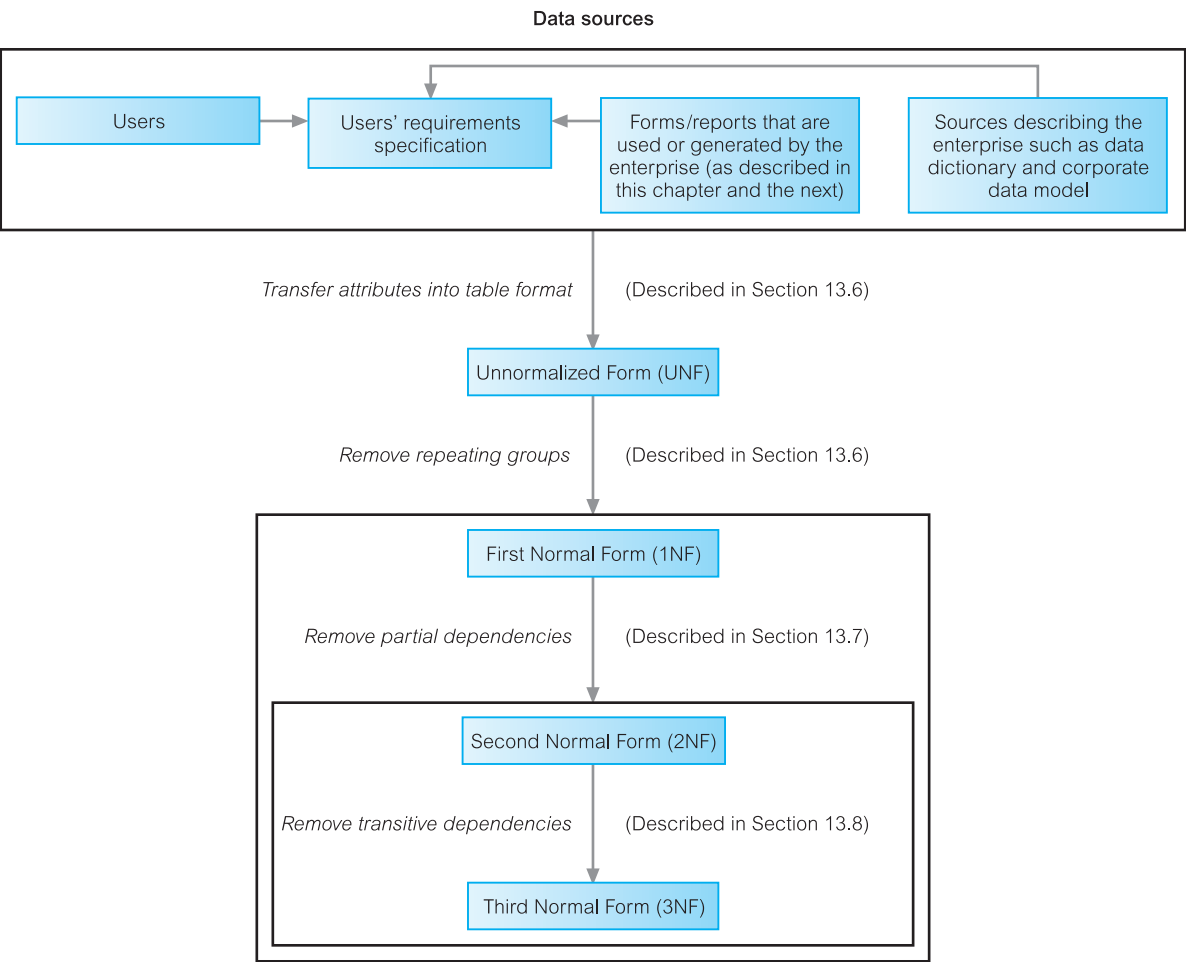 Data sources
Users
Users’ requirements
specification
Forms/reports that are
used or generated by the
enterprise (as described in
this chapter and the next)
Sources describing the
enterprise such as data
dictionary and corporate
data model
Transfer attributes into table format
(Described in Section 13.6)
Unnormalized Form (UNF)
Remove repeating groups
(Described in Section 13.6)
First Normal Form (1NF)
Remove partial dependencies
(Described in Section 13.7)
Second Normal Form (2NF)
Remove transitive dependencies
(Described in Section 13.8)
Third Normal Form (3NF)